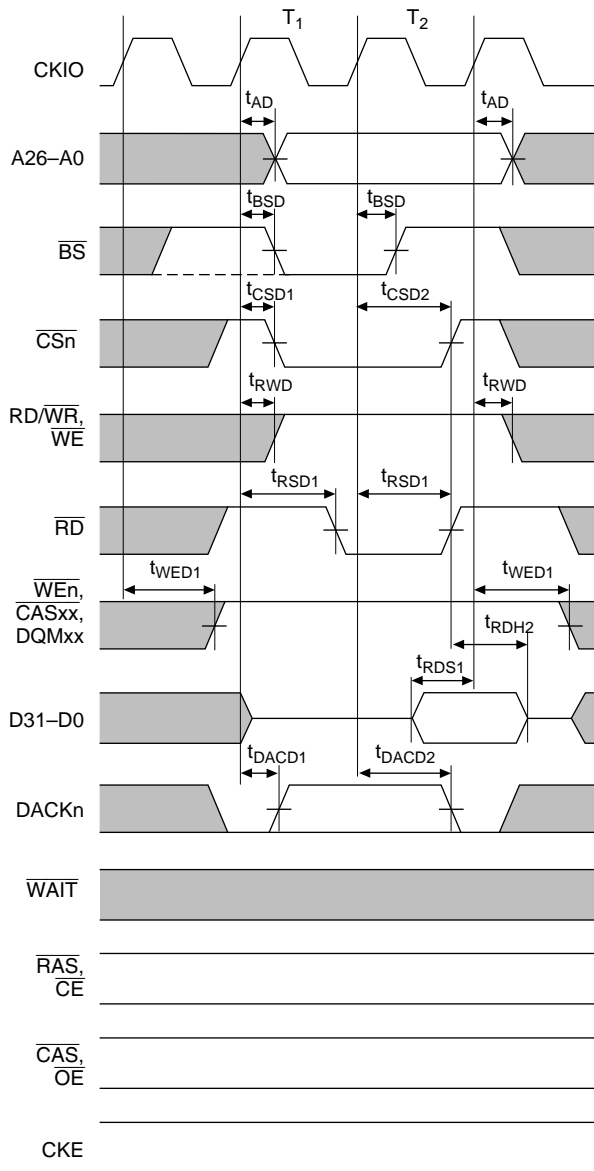 T1 T2
CKIO
tAD tAD
A26–A0
tBSD tBSD
BS
tCSD1 tCSD2
CSn
tRWD tRWD
RD/WR,
WE
tRSD1 tRSD1
RD
tWED1 tWED1
WEn,
CASxx,
DQMxx
tRDH2
tRDS1
D31–D0
tDACD1 tDACD2
DACKn
WAIT
RAS,
CE
CAS,
OE
CKE